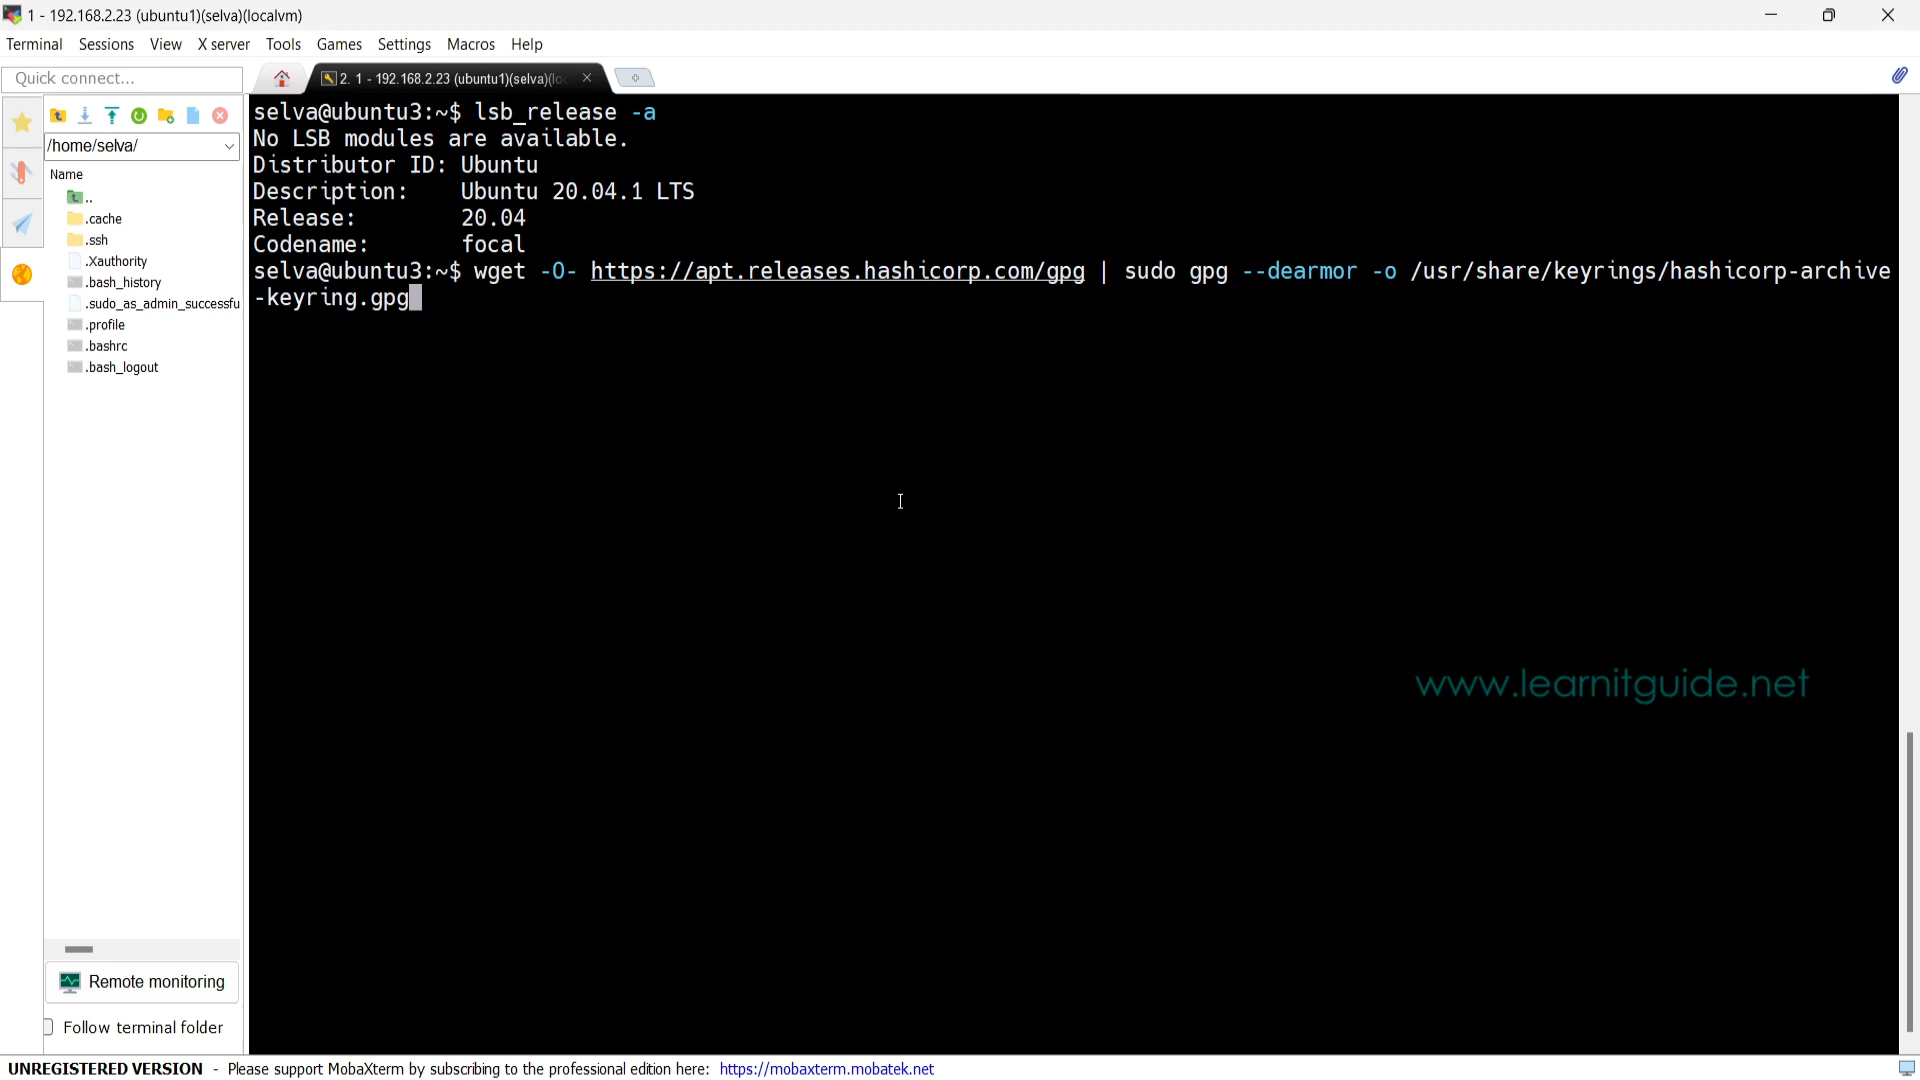 1 - 192.168.2.23 (ubuntu1)(selva)(localvm)
Terminal Sessions View X server Tools Games Settings Macros Help
Quick connect...
2. 1 - 192.168.2.23 (ubuntu1)(selva)(lo
/home/selva/
Name
..
.cache
.ssh
.Xauthority
.bash_history
.sudo_as_admin_successfu
.profile
.bashrc
.bash_logout
Remote monitoring
Follow terminal folder
selva@ubuntu3:~$ lsb_release -a
No LSB modules are available.
Distributor ID: Ubuntu
Description: Ubuntu 20.04.1 LTS
Release: 20.04
Codename: focal
selva@ubuntu3:~$ wget -O- https://apt.releases.hashicorp.com/gpg | sudo gpg --dearmor -o /usr/share/keyrings/hashicorp-archive
-keyring.gpg
www.learnitguide.net
UNREGISTERED VERSION - Please support MobaXterm by subscribing to the professional edition here: https://mobaxterm.mobatek.net